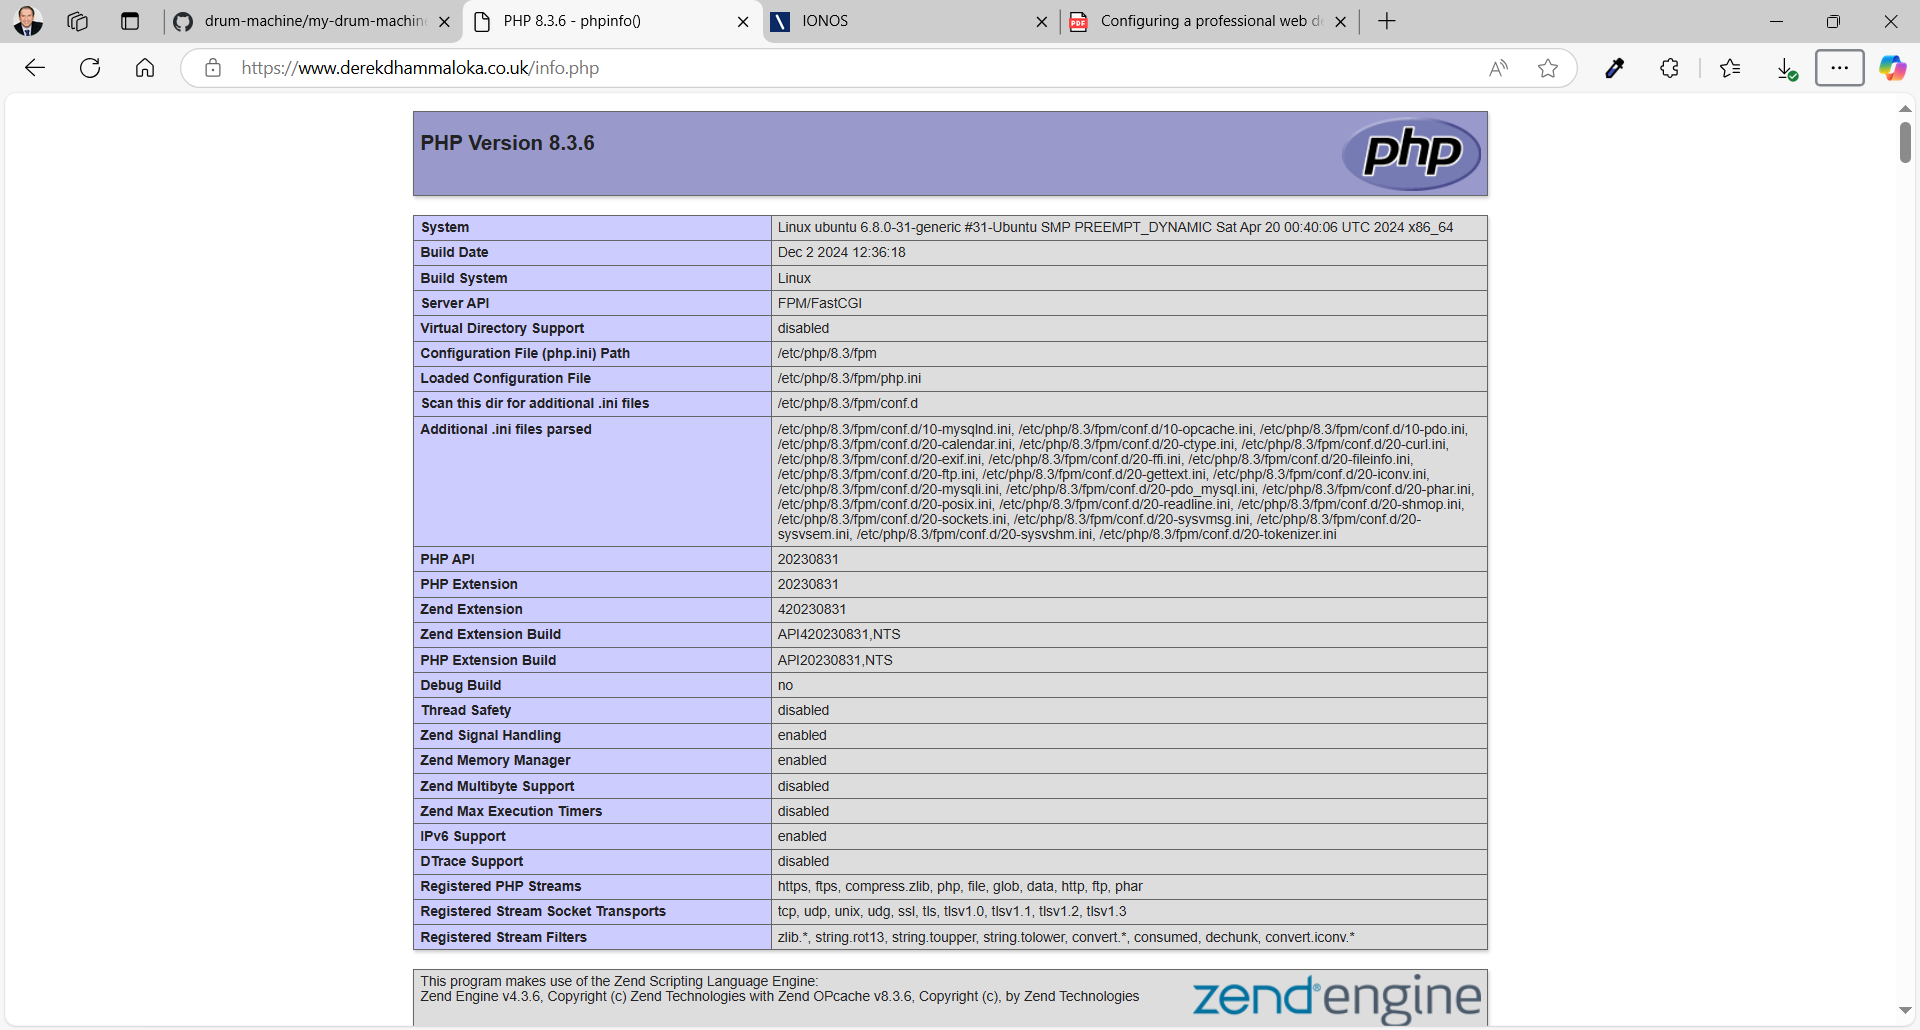 drum-machine/my-drum-machin
PHP 8.3.6 - phpinfo()
IONOS
PDF
Configuring a professional web de
https://www.derekdhammaloka.co.uk/info.php
PHP Version 8.3.6
php
System Linux ubuntu 6.8.0-31-generic #31-Ubuntu SMP PREEMPT_DYNAMIC Sat Apr 20 00:40:06 UTC 2024 x86_64
Build Date Dec 2 2024 12:36:18
Build System Linux
Server API FPM/FastCGI
Virtual Directory Support disabled
Configuration File (php.ini) Path /etc/php/8.3/fpm
Loaded Configuration File /etc/php/8.3/fpm/php.ini
Scan this dir for additional .ini files /etc/php/8.3/fpm/conf.d
Additional .ini files parsed /etc/php/8.3/fpm/conf.d/10-mysqlnd.ini, /etc/php/8.3/fpm/conf.d/10-opcache.ini, /etc/php/8.3/fpm/conf.d/10-pdo.ini,
/etc/php/8.3/fpm/conf.d/20-calendar.ini, /etc/php/8.3/fpm/conf.d/20-ctype.ini, /etc/php/8.3/fpm/conf.d/20-curl.ini,
/etc/php/8.3/fpm/conf.d/20-exif.ini, /etc/php/8.3/fpm/conf.d/20-ffi.ini, /etc/php/8.3/fpm/conf.d/20-fileinfo.ini,
/etc/php/8.3/fpm/conf.d/20-ftp.ini, /etc/php/8.3/fpm/conf.d/20-gettext.ini, /etc/php/8.3/fpm/conf.d/20-iconv.ini,
/etc/php/8.3/fpm/conf.d/20-mysqli.ini, /etc/php/8.3/fpm/conf.d/20-pdo_mysql.ini, /etc/php/8.3/fpm/conf.d/20-phar.ini,
/etc/php/8.3/fpm/conf.d/20-posix.ini, /etc/php/8.3/fpm/conf.d/20-readline.ini, /etc/php/8.3/fpm/conf.d/20-shmop.ini,
/etc/php/8.3/fpm/conf.d/20-sockets.ini, /etc/php/8.3/fpm/conf.d/20-sysvmsg.ini, /etc/php/8.3/fpm/conf.d/20-
sysvsem.ini, /etc/php/8.3/fpm/conf.d/20-sysvshm.ini, /etc/php/8.3/fpm/conf.d/20-tokenizer.ini
PHP API 20230831
PHP Extension 20230831
Zend Extension 420230831
Zend Extension Build API420230831,NTS
PHP Extension Build API20230831,NTS
Debug Build no
Thread Safety disabled
Zend Signal Handling enabled
Zend Memory Manager enabled
Zend Multibyte Support disabled
Zend Max Execution Timers disabled
IPv6 Support enabled
DTrace Support disabled
Registered PHP Streams https, ftps, compress.zlib, php, file, glob, data, http, ftp, phar
Registered Stream Socket Transports tcp, udp, unix, udg, ssl, tls, tlsv1.0, tlsv1.1, tlsv1.2, tlsv1.3
Registered Stream Filters zlib.*, string.rot13, string.toupper, string.tolower, convert.*, consumed, dechunk, convert.iconv.*
This program makes use of the Zend Scripting Language Engine:
Zend Engine v4.3.6, Copyright (c) Zend Technologies with Zend OPcache v8.3.6, Copyright (c), by Zend Technologies
zend®engine